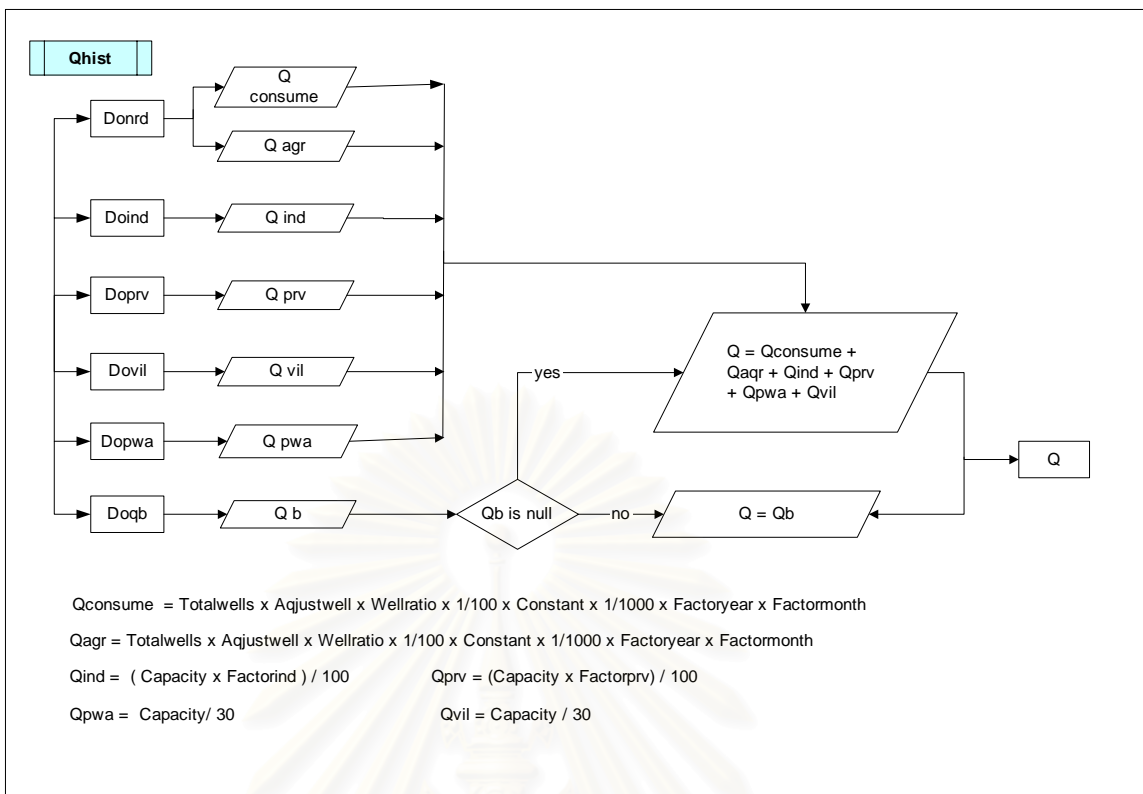 Qhist
Q
consume
Donrd
Q agr
Doind
Q ind
Doprv
Q prv
Dovil
Q vil
Dopwa
Q pwa
Doqb
Q b
Qb is null
yes
no
Q = Qconsume +
Qaqr + Qind + Qprv
+ Qpwa + Qvil
Q = Qb
Q
Qconsume = Totalwells x Aqjustwell x Wellratio x 1/100 x Constant x 1/1000 x Factoryear x Factormonth
Qagr = Totalwells x Aqjustwell x Wellratio x 1/100 x Constant x 1/1000 x Factoryear x Factormonth
Qind = ( Capacity x Factorind ) / 100 Qprv = (Capacity x Factorprv) / 100
Qpwa = Capacity/ 30 Qvil = Capacity / 30